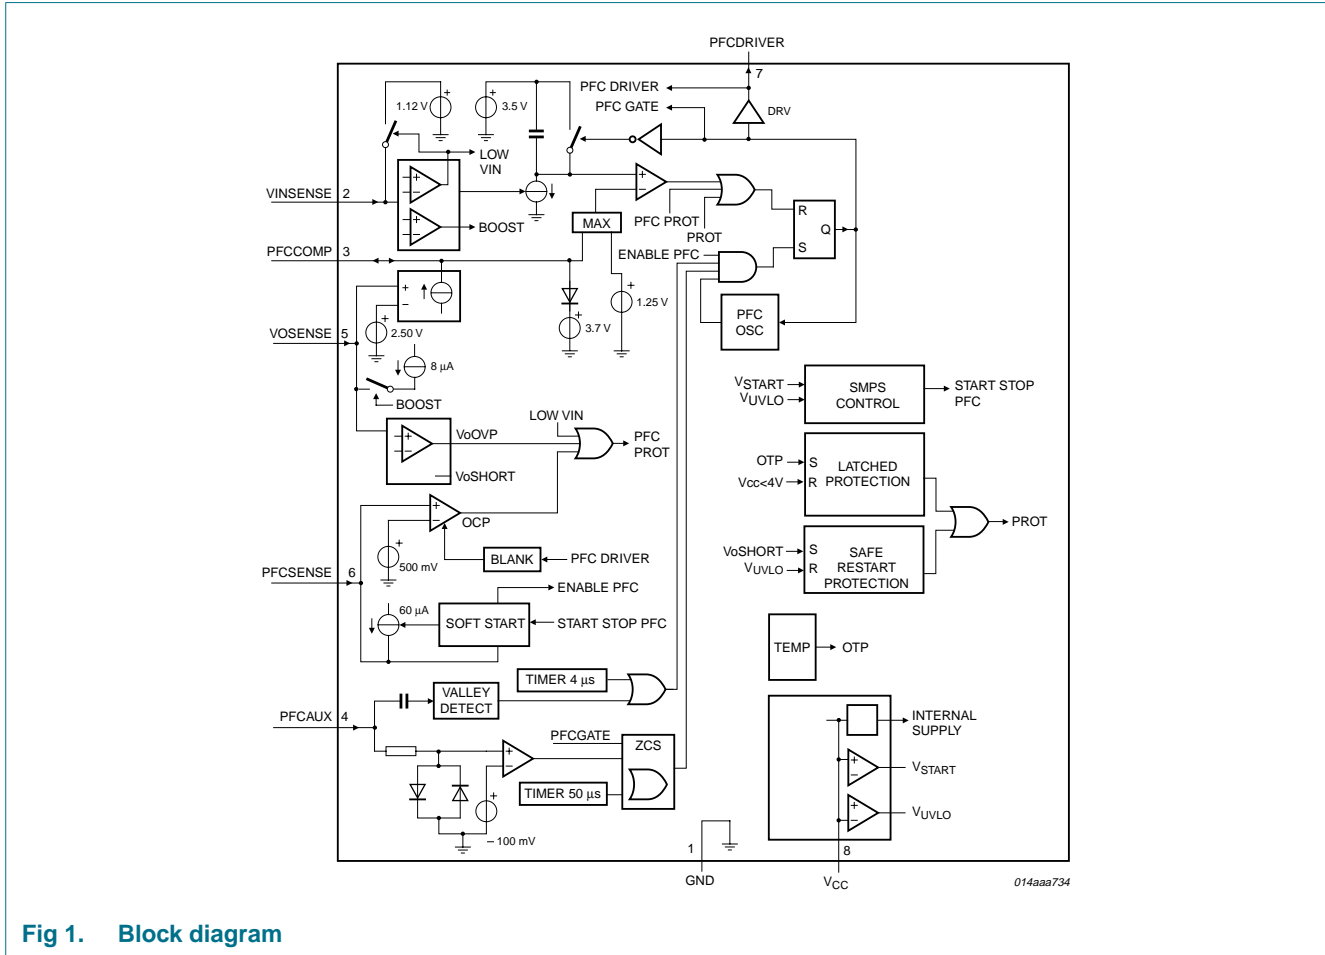 PFCDRIVER
7
PFC DRIVER
PFC GATE
DRV
1.12 V
3.5 V
LOW
VIN
VINSENSE 2
BOOST
MAX
PFC PROT
PROT
R
Q
S
ENABLE PFC
PFCCOMP 3
1.25 V
PFC
OSC
3.7 V
2.50 V
VOSENSE 5
8 µA
BOOST
VSTART
VUVLO
SMPS
CONTROL
START STOP
PFC
LOW VIN
PFC
PROT
VoOVP
VoSHORT
OTP
Vcc<4V
S
R
LATCHED
PROTECTION
PROT
OCP
500 mV
BLANK
PFC DRIVER
VoSHORT
VUVLO
S
R
SAFE
RESTART
PROTECTION
PFCSENSE 6
ENABLE PFC
60 µA
SOFT START
START STOP PFC
TEMP
OTP
TIMER 4 µs
VALLEY
DETECT
PFCAUX 4
PFCGATE
ZCS
TIMER 50 µs
– 100 mV
INTERNAL
SUPPLY
VSTART
VUVLO
1
GND
8
VCC
014aaa734
Fig 1. Block diagram